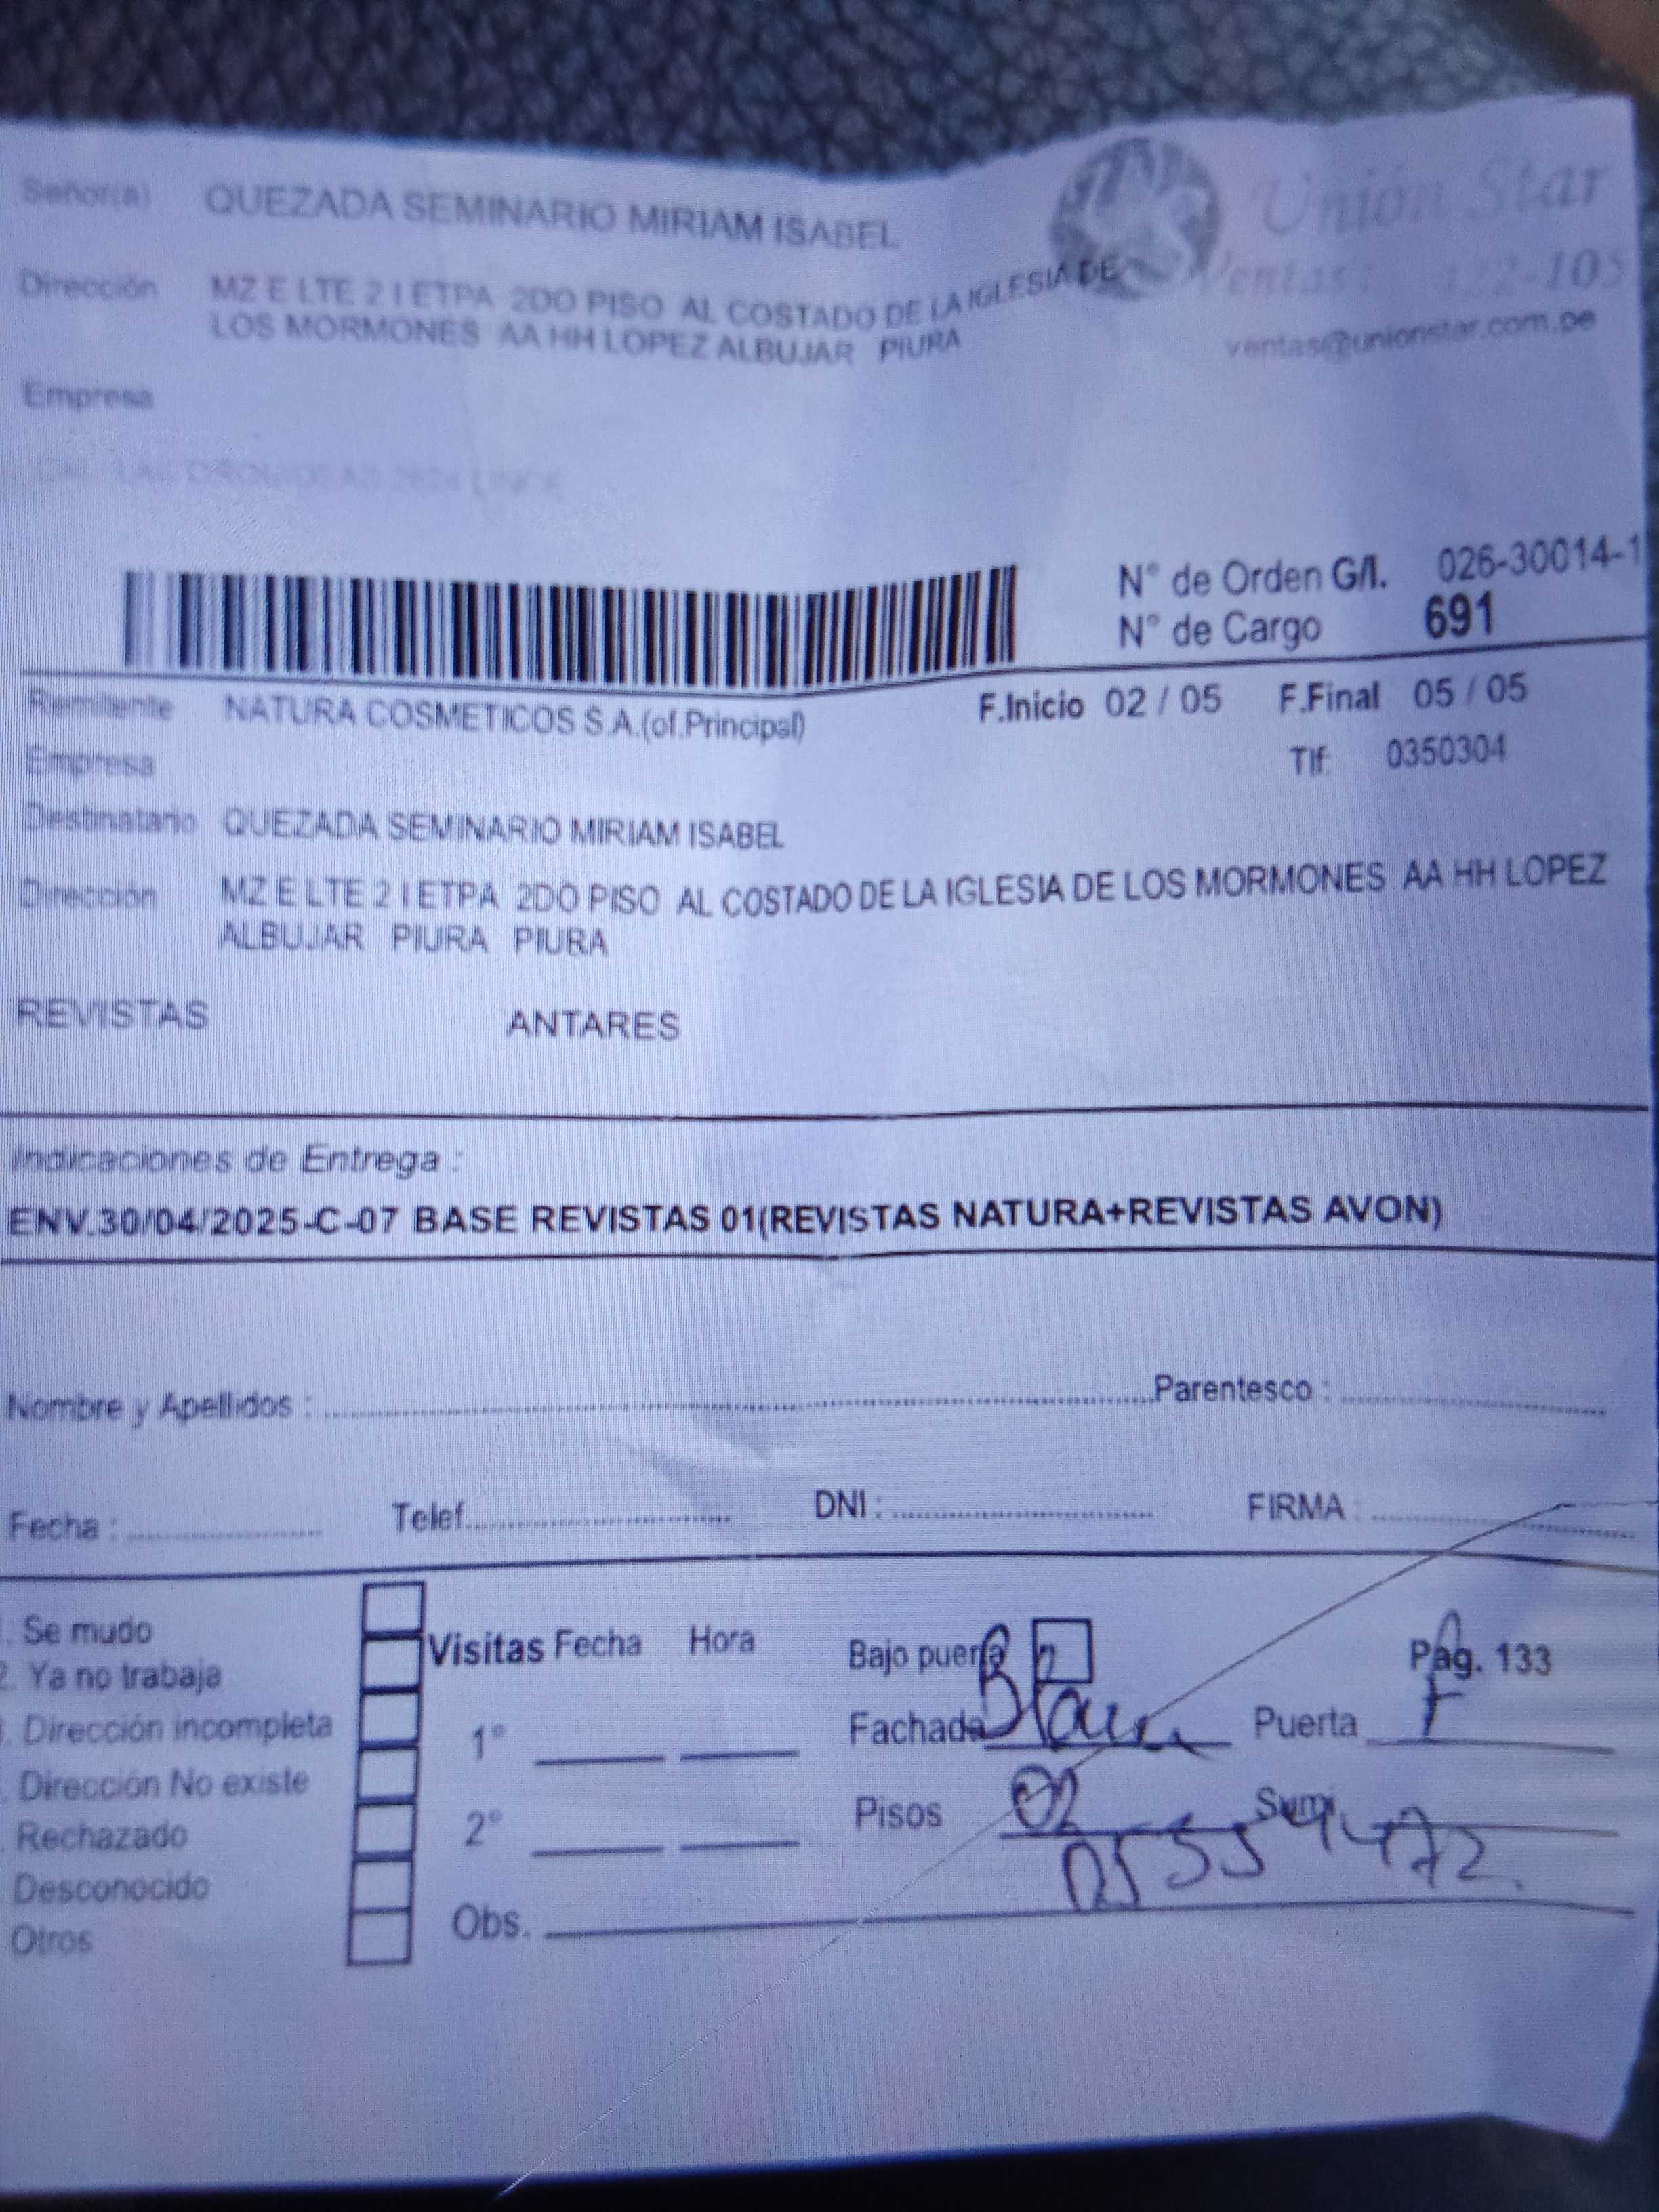 Señor(a) QUEZADA SEMINARIO MIRIAM ISABEL
Unión Star
Dirección MZ E LTE 2 I ETPA 2DO PISO AL COSTADO DE LA IGLESIA DE
LOS MORMONES AA HH LOPEZ ALBUJAR PIURA
Ventas: 422-105
ventas@unionstar.com.pe
Empresa
N° de Orden G/I. 026-30014-1
N° de Cargo 691
Remitente NATURA COSMETICOS S.A.(of.Principal) F.Inicio 02 / 05 F.Final 05 / 05
Empresa Tlf: 0350304
Destinatario QUEZADA SEMINARIO MIRIAM ISABEL
Dirección MZ E LTE 2 I ETPA 2DO PISO AL COSTADO DE LA IGLESIA DE LOS MORMONES AA HH LOPEZ
ALBUJAR PIURA PIURA
REVISTAS ANTARES
Indicaciones de Entrega :
ENV.30/04/2025-C-07 BASE REVISTAS 01(REVISTAS NATURA+REVISTAS AVON)
Nombre y Apellidos : Parentesco :
Fecha : Telef. DNI : FIRMA :
Se mudo
2. Ya no trabaja
Dirección incompleta
Dirección No existe
Rechazado
Desconocido
Otros
Visitas Fecha Hora
1°
2°
Obs.
Bajo puerta Pág. 133
Fachada Puerta
Pisos 02 Sumi.